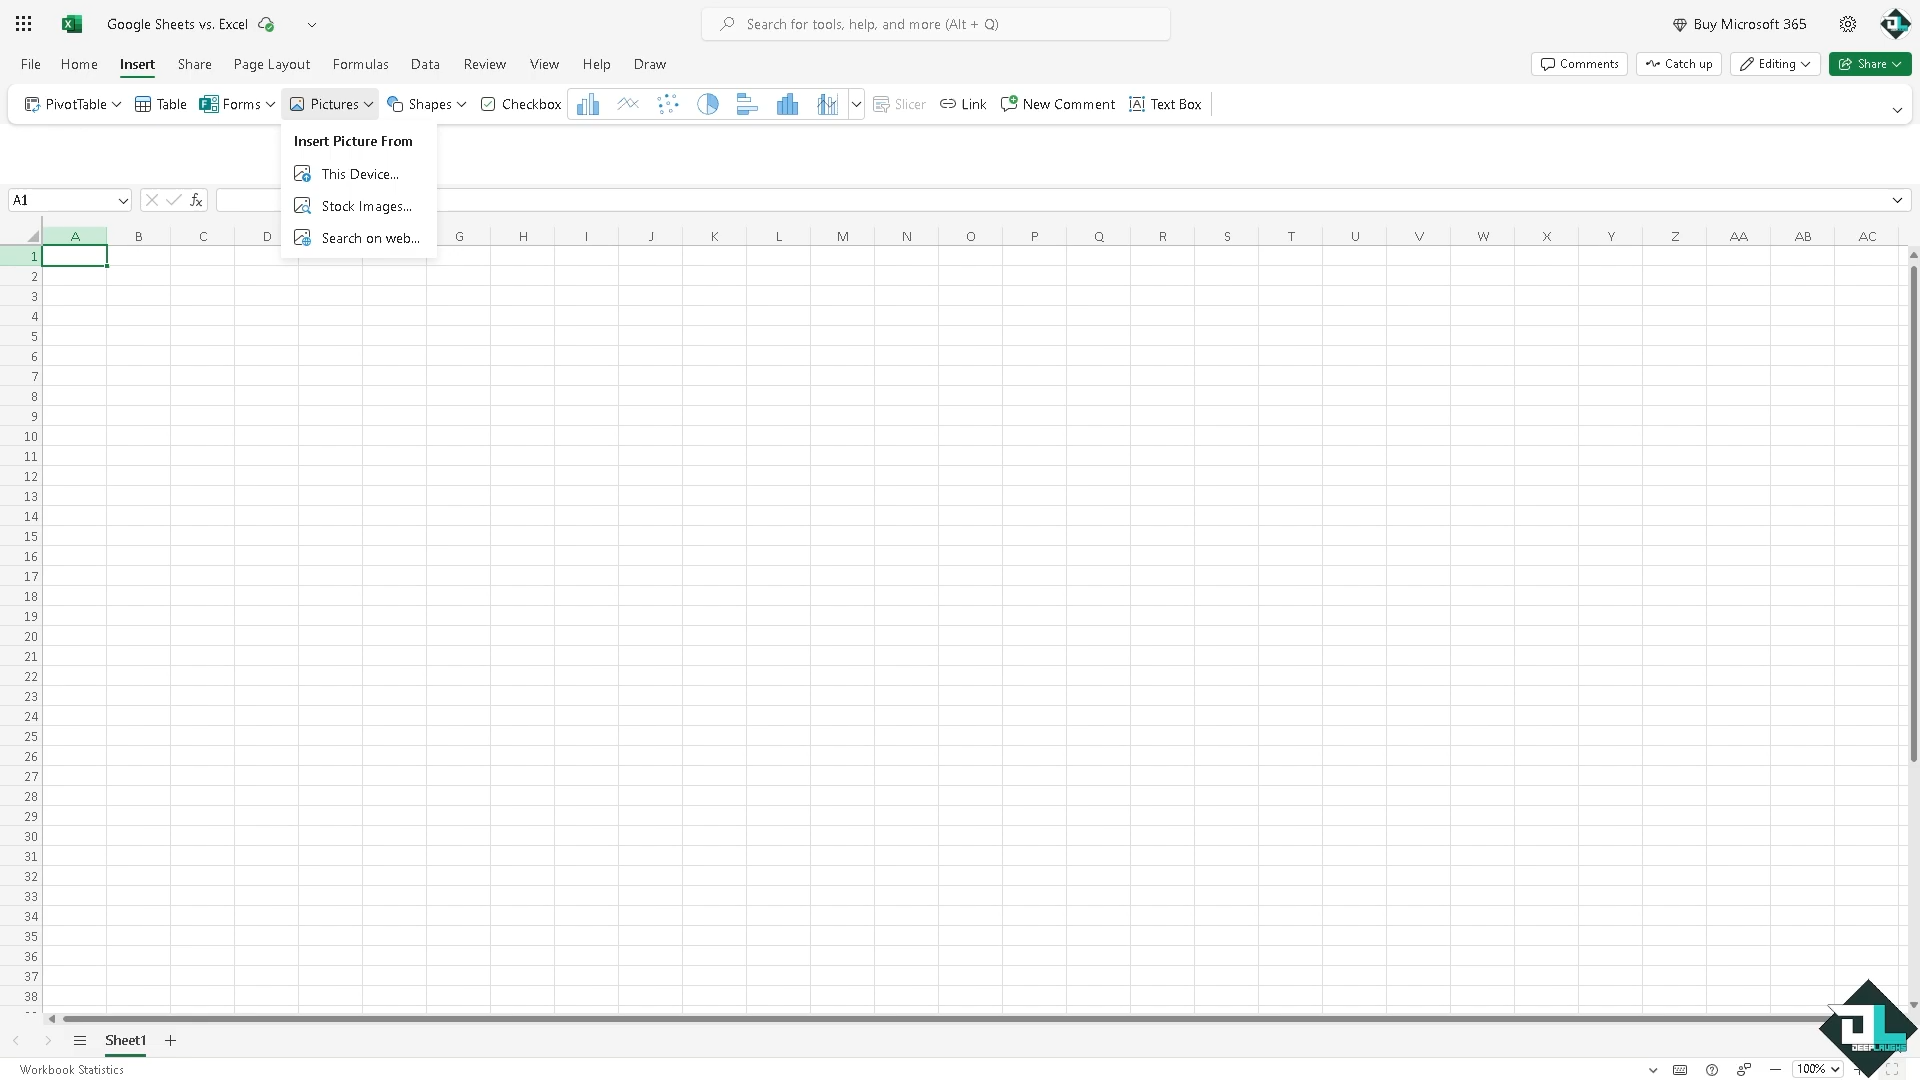 Google Sheets vs. Excel
Search for tools, help, and more (Alt + Q)
Buy Microsoft 365
File Home Insert Share Page Layout Formulas Data Review View Help Draw
Comments Catch up Editing Share
PivotTable Table Forms Pictures Shapes Checkbox Slicer Link New Comment Text Box
Insert Picture From
This Device...
Stock Images...
Search on web...
A1 fx
A B C D G H I J K L M N O P Q R S T U V W X Y Z AA AB AC
1
2
3
4
5
6
7
8
9
10
11
12
13
14
15
16
17
18
19
20
21
22
23
24
25
26
27
28
29
30
31
32
33
34
35
36
37
38
Sheet1
DEEPLAUGHS
Workbook Statistics
100%